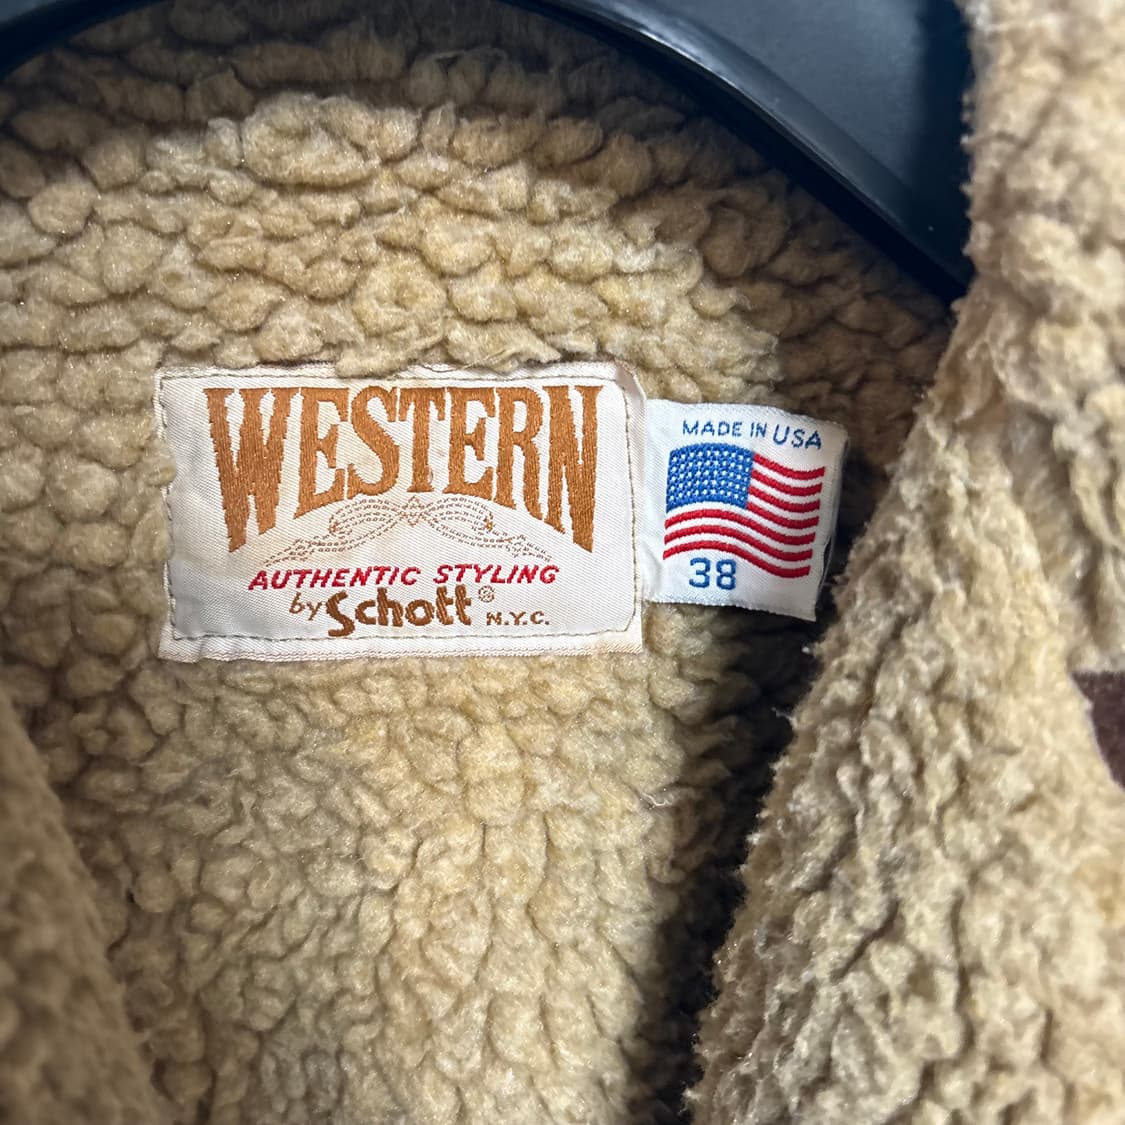 WESTERN
AUTHENTIC STYLING
by Schott® N.Y.C.
MADE IN USA
38